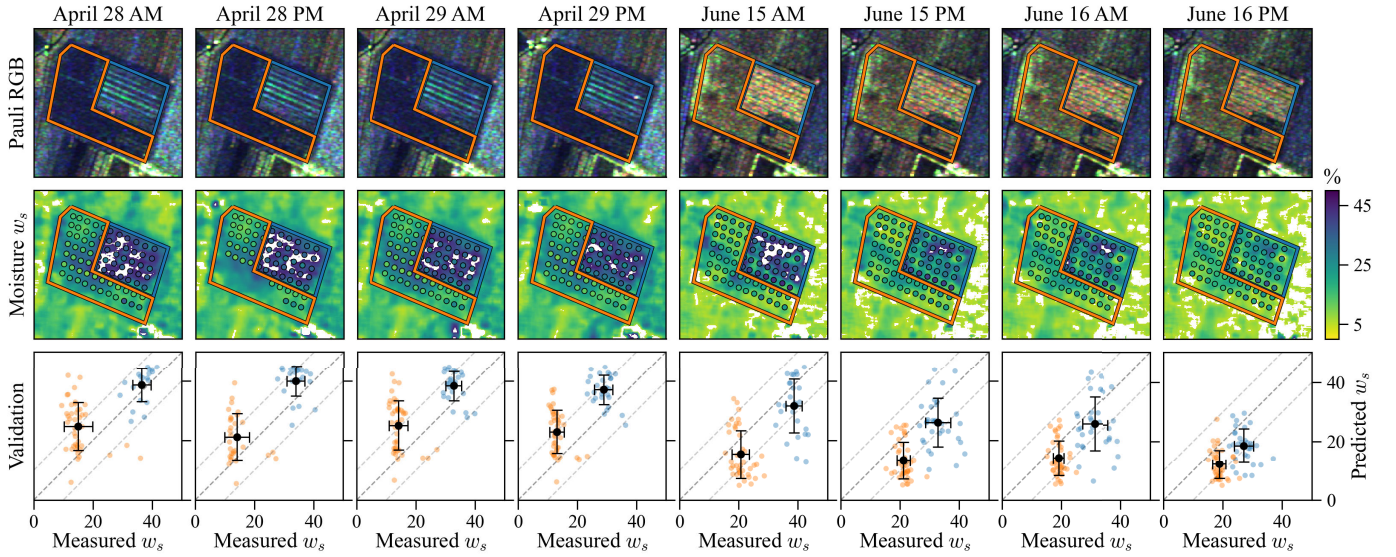 April 28 AM April 28 PM April 29 AM April 29 PM June 15 AM June 15 PM June 16 AM June 16 PM
Pauli RGB
%
Moisture w_s
45
25
5
Validation
40
20
0
Predicted w_s
0 20 40 0 20 40 0 20 40 0 20 40 0 20 40 0 20 40 0 20 40 0 20 40
Measured w_s Measured w_s Measured w_s Measured w_s Measured w_s Measured w_s Measured w_s Measured w_s